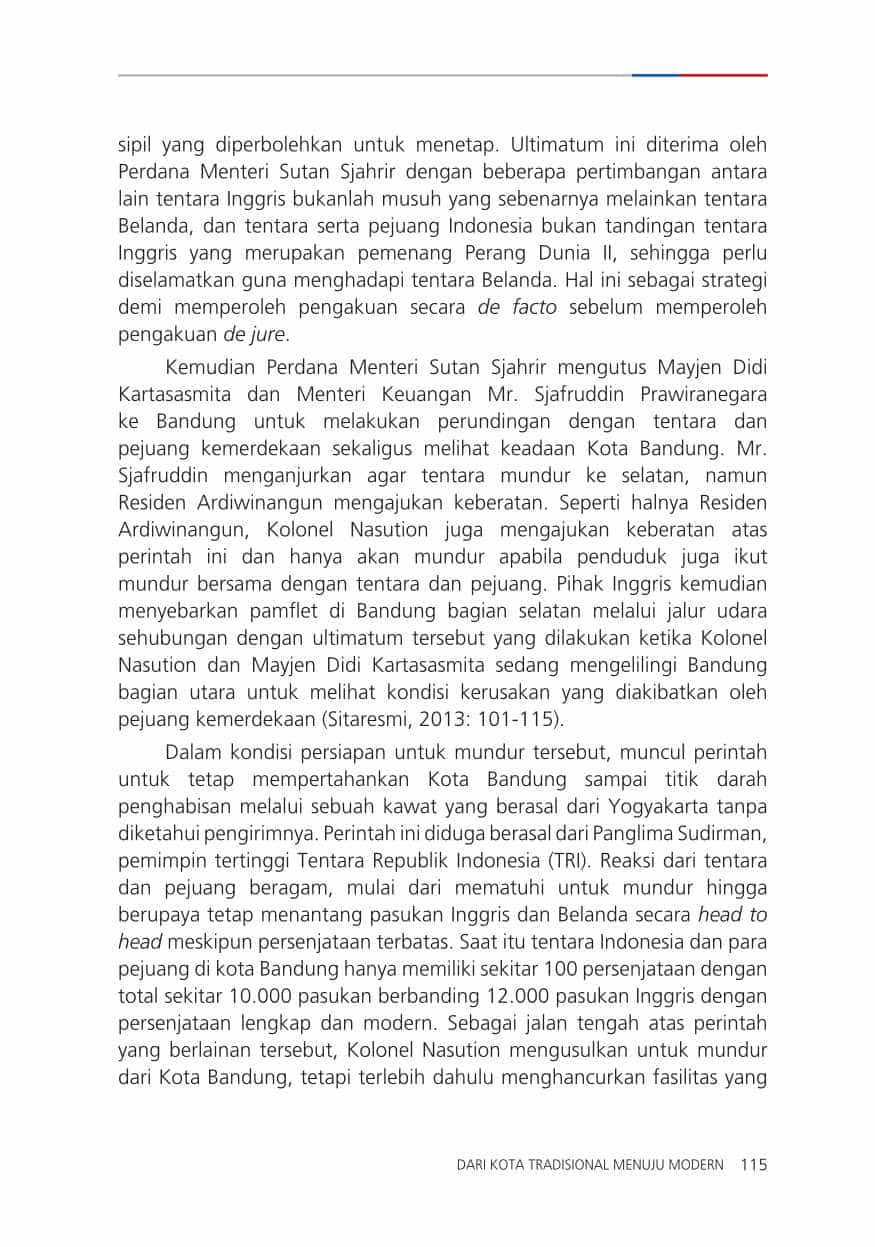 sipil yang diperbolehkan untuk menetap. Ultimatum ini diterima oleh
Perdana Menteri Sutan Sjahrir dengan beberapa pertimbangan antara
lain tentara Inggris bukanlah musuh yang sebenarnya melainkan tentara
Belanda, dan tentara serta pejuang Indonesia bukan tandingan tentara
Inggris yang merupakan pemenang Perang Dunia II, sehingga perlu
diselamatkan guna menghadapi tentara Belanda. Hal ini sebagai strategi
demi memperoleh pengakuan secara de facto sebelum memperoleh
pengakuan de jure.
Kemudian Perdana Menteri Sutan Sjahrir mengutus Mayjen Didi
Kartasasmita dan Menteri Keuangan Mr. Sjafruddin Prawiranegara
ke Bandung untuk melakukan perundingan dengan tentara dan
pejuang kemerdekaan sekaligus melihat keadaan Kota Bandung. Mr.
Sjafruddin menganjurkan agar tentara mundur ke selatan, namun
Residen Ardiwinangun mengajukan keberatan. Seperti halnya Residen
Ardiwinangun, Kolonel Nasution juga mengajukan keberatan atas
perintah ini dan hanya akan mundur apabila penduduk juga ikut
mundur bersama dengan tentara dan pejuang. Pihak Inggris kemudian
menyebarkan pamflet di Bandung bagian selatan melalui jalur udara
sehubungan dengan ultimatum tersebut yang dilakukan ketika Kolonel
Nasution dan Mayjen Didi Kartasasmita sedang mengelilingi Bandung
bagian utara untuk melihat kondisi kerusakan yang diakibatkan oleh
pejuang kemerdekaan (Sitaresmi, 2013: 101-115).
Dalam kondisi persiapan untuk mundur tersebut, muncul perintah
untuk tetap mempertahankan Kota Bandung sampai titik darah
penghabisan melalui sebuah kawat yang berasal dari Yogyakarta tanpa
diketahui pengirimnya. Perintah ini diduga berasal dari Panglima Sudirman,
pemimpin tertinggi Tentara Republik Indonesia (TRI). Reaksi dari tentara
dan pejuang beragam, mulai dari mematuhi untuk mundur hingga
berupaya tetap menantang pasukan Inggris dan Belanda secara head to
head meskipun persenjataan terbatas. Saat itu tentara Indonesia dan para
pejuang di kota Bandung hanya memiliki sekitar 100 persenjataan dengan
total sekitar 10.000 pasukan berbanding 12.000 pasukan Inggris dengan
persenjataan lengkap dan modern. Sebagai jalan tengah atas perintah
yang berlainan tersebut, Kolonel Nasution mengusulkan untuk mundur
dari Kota Bandung, tetapi terlebih dahulu menghancurkan fasilitas yang
DARI KOTA TRADISIONAL MENUJU MODERN 115